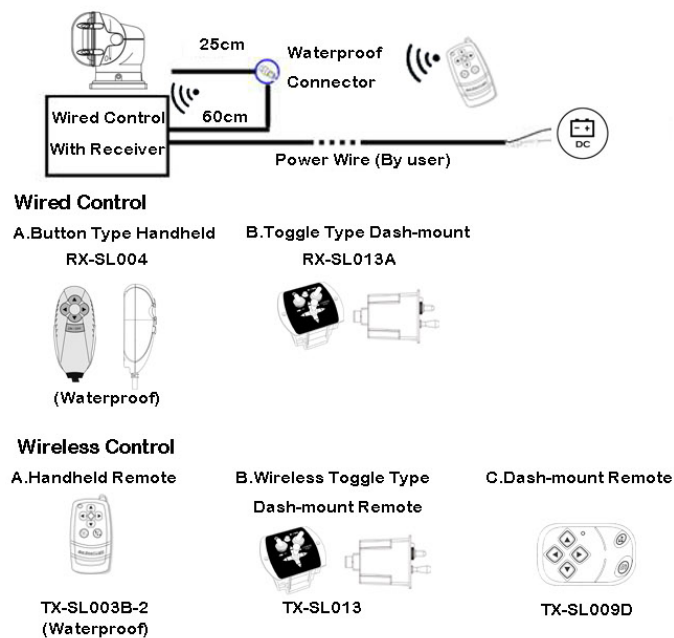 25cm
Waterproof
Connector
Wired Control
With Receiver
60cm
Power Wire (By user)
DC
Wired Control
A.Button Type Handheld
RX-SL004
B.Toggle Type Dash-mount
RX-SL013A
(Waterproof)
Wireless Control
A.Handheld Remote
B.Wireless Toggle Type
Dash-mount Remote
C.Dash-mount Remote
TX-SL003B-2
(Waterproof)
TX-SL013
TX-SL009D